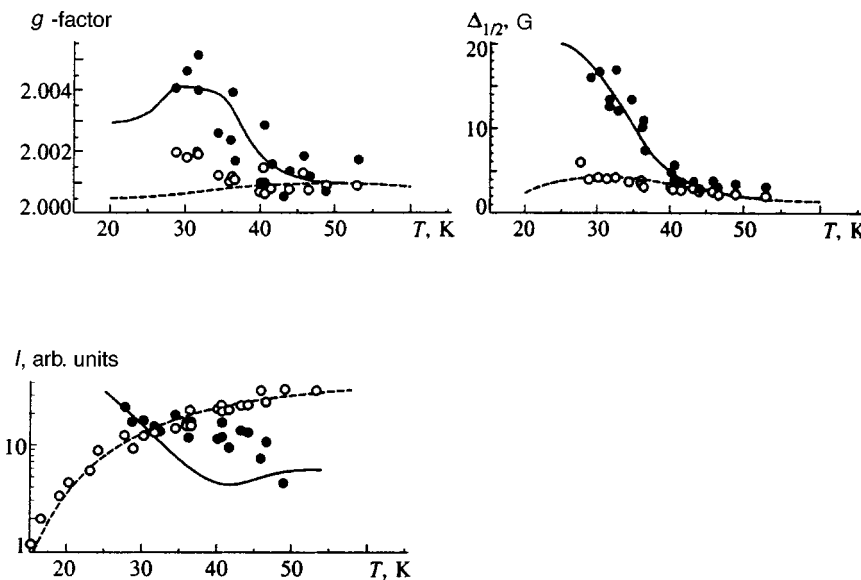 g -factor
2.004
2.002
2.000
20 30 40 50 T, K
Δ1/2, G
20
10
0
20 30 40 50 T, K
I, arb. units
10
1
20 30 40 50 T, K